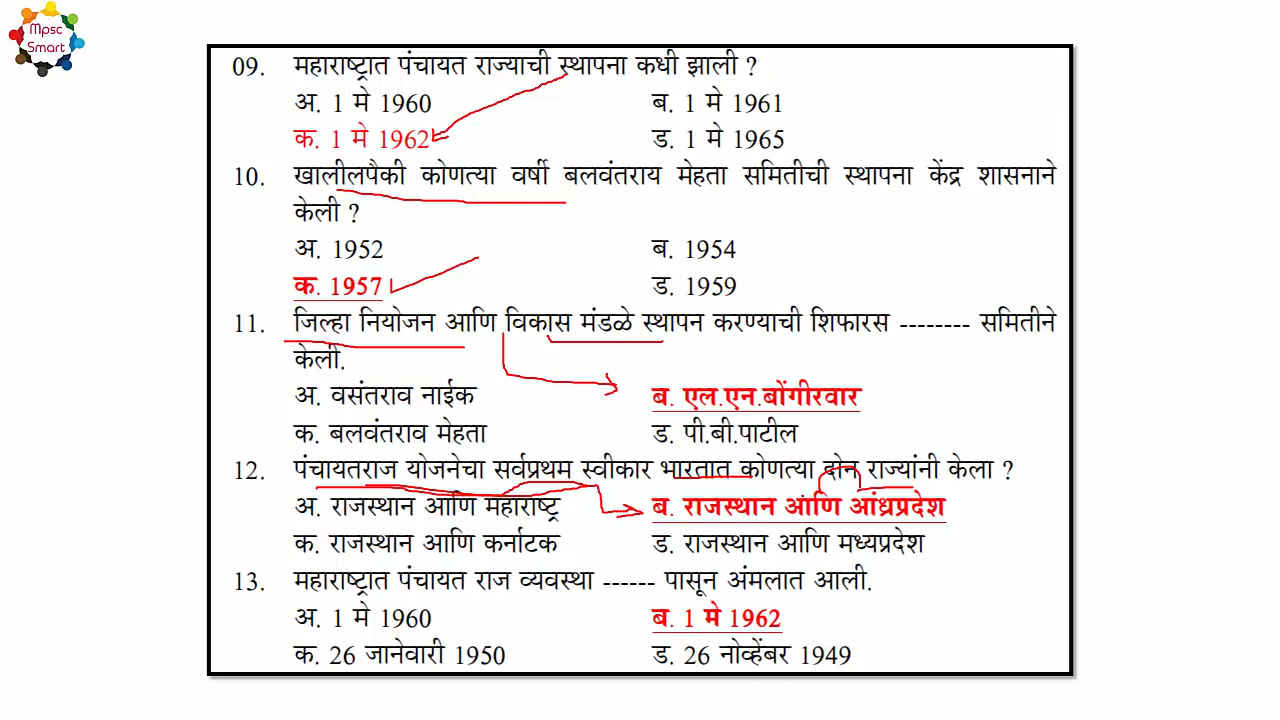 Mpsc
Smart
09. महाराष्ट्रात पंचायत राज्याची स्थापना कधी झाली ?
अ. 1 मे 1960 ब. 1 मे 1961
क. 1 मे 1962 ड. 1 मे 1965
10. खालीलपैकी कोणत्या वर्षी बलवंतराय मेहता समितीची स्थापना केंद्र शासनाने
केली ?
अ. 1952 ब. 1954
क. 1957 ड. 1959
11. जिल्हा नियोजन आणि विकास मंडळे स्थापन करण्याची शिफारस -------- समितीने
केली.
अ. वसंतराव नाईक ब. एल.एन.बोंगीरवार
क. बलवंतराव मेहता ड. पी.बी.पाटील
12. पंचायतराज योजनेचा सर्वप्रथम स्वीकार भारतात कोणत्या दोन राज्यांनी केला ?
अ. राजस्थान आणि महाराष्ट्र ब. राजस्थान आणि आंध्रप्रदेश
क. राजस्थान आणि कर्नाटक ड. राजस्थान आणि मध्यप्रदेश
13. महाराष्ट्रात पंचायत राज व्यवस्था ------ पासून अंमलात आली.
अ. 1 मे 1960 ब. 1 मे 1962
क. 26 जानेवारी 1950 ड. 26 नोव्हेंबर 1949